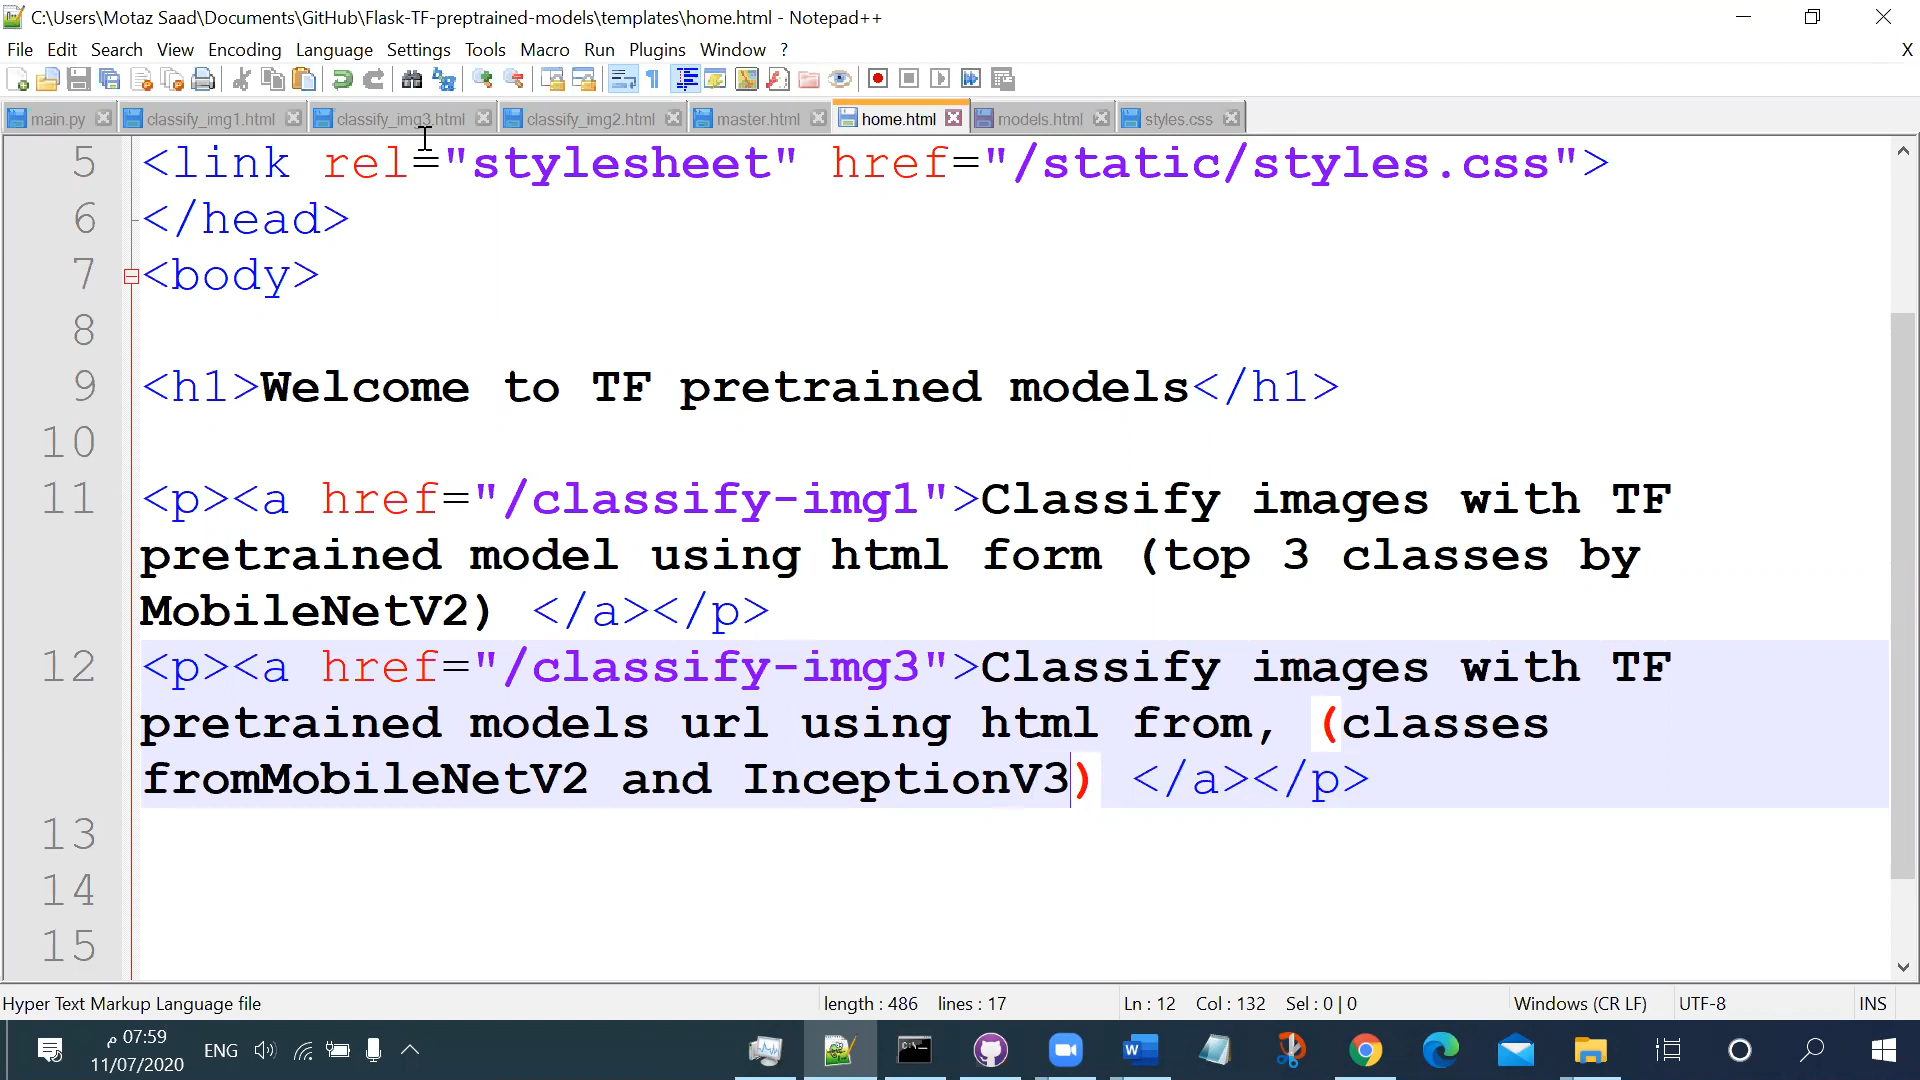 C:\Users\Motaz Saad\Documents\GitHub\Flask-TF-preptrained-models\templates\home.html - Notepad++
File Edit Search View Encoding Language Settings Tools Macro Run Plugins Window ? X
main.py classify_img1.html classify_img3.html classify_img2.html master.html home.html models.html styles.css
5 <link rel="stylesheet" href="/static/styles.css">
6 </head>
7 <body>
8
9 <h1>Welcome to TF pretrained models</h1>
10
11 <p><a href="/classify-img1">Classify images with TF
pretrained model using html form (top 3 classes by
MobileNetV2) </a></p>
12 <p><a href="/classify-img3">Classify images with TF
pretrained models url using html from, (classes
fromMobileNetV2 and InceptionV3) </a></p>
13
14
15
Hyper Text Markup Language file length : 486 lines : 17 Ln : 12 Col : 132 Sel : 0 | 0 Windows (CR LF) UTF-8 INS
07:59 م
11/07/2020
ENG